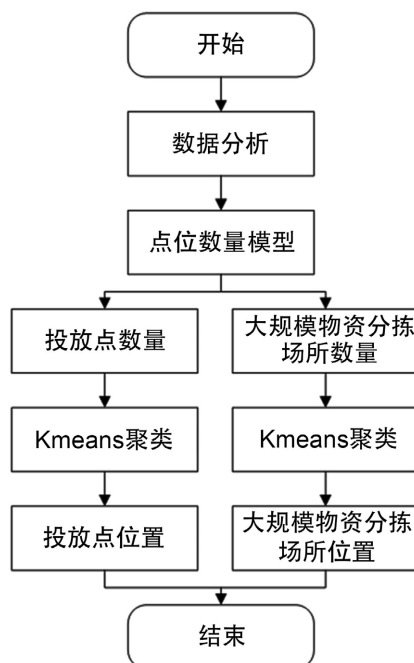 开始
数据分析
点位数量模型
投放点数量
大规模物资分拣
场所数量
Kmeans聚类
Kmeans聚类
投放点位置
大规模物资分拣
场所位置
结束